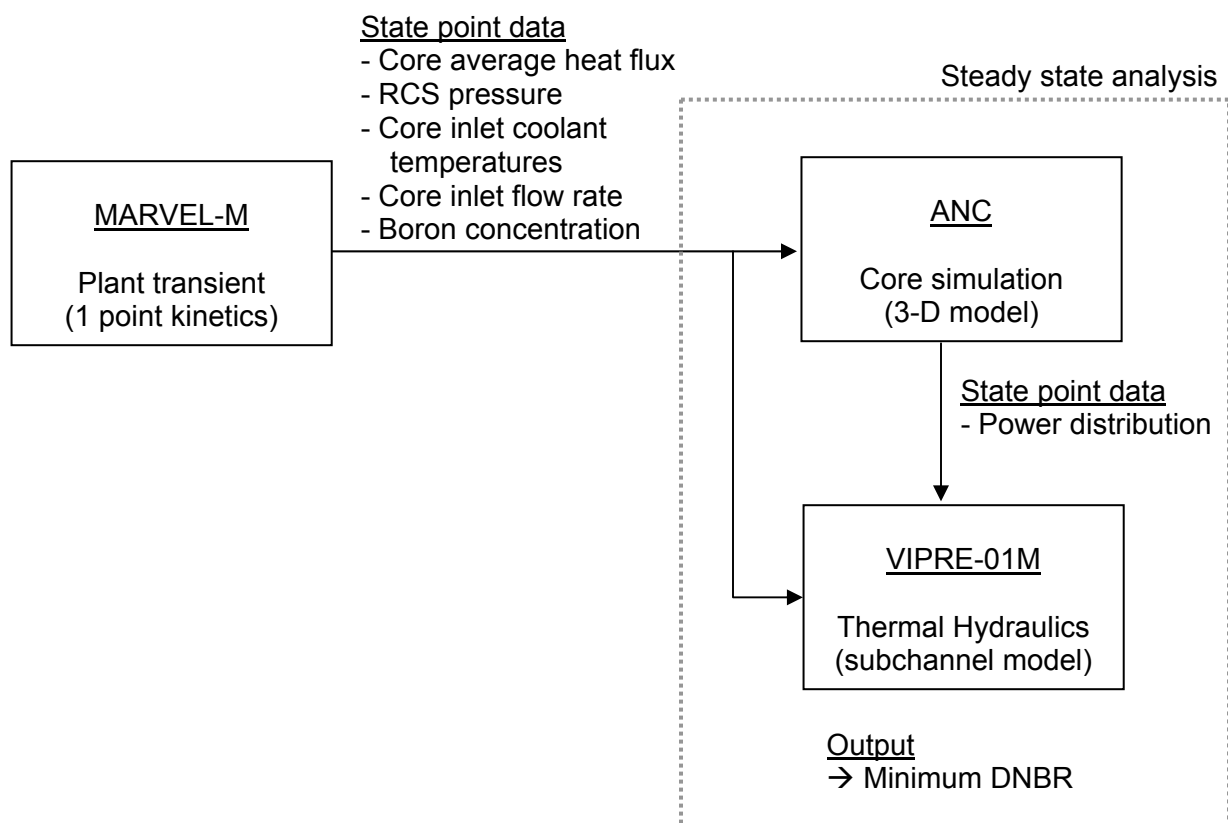 State point data
- Core average heat flux
- RCS pressure
- Core inlet coolant
temperatures
- Core inlet flow rate
- Boron concentration
Steady state analysis
MARVEL-M
Plant transient
(1 point kinetics)
ANC
Core simulation
(3-D model)
State point data
- Power distribution
VIPRE-01M
Thermal Hydraulics
(subchannel model)
Output
→ Minimum DNBR